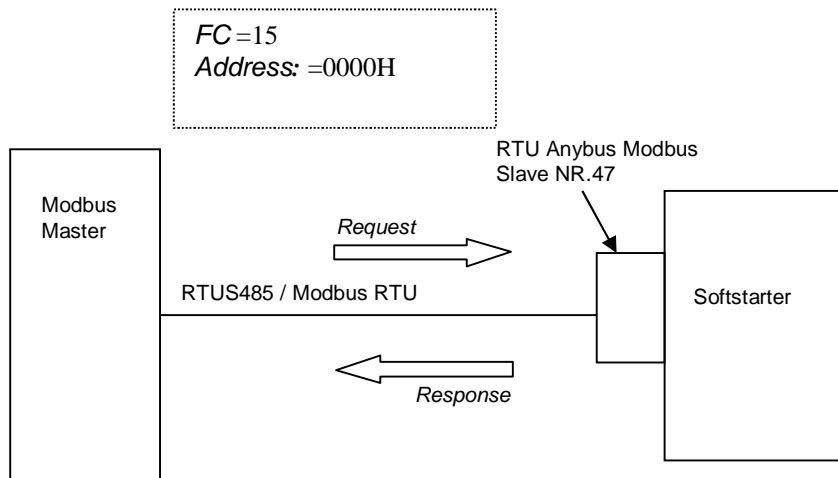 FC =15
Address: =0000H
RTU Anybus Modbus
Slave NR.47
Modbus
Master
Request
RTUS485 / Modbus RTU
Softstarter
Response